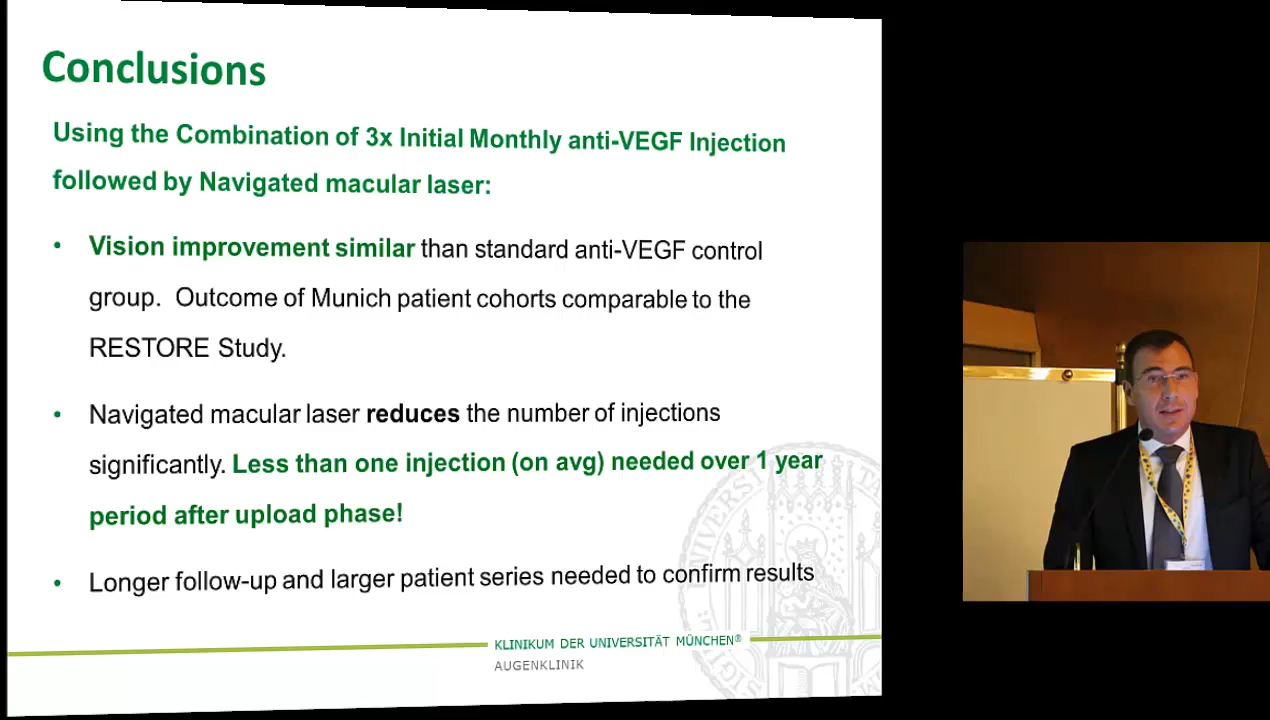 Conclusions
Using the Combination of 3x Initial Monthly anti-VEGF Injection
followed by Navigated macular laser:
• Vision improvement similar than standard anti-VEGF control
group. Outcome of Munich patient cohorts comparable to the
RESTORE Study.
• Navigated macular laser reduces the number of injections
significantly. Less than one injection (on avg) needed over 1 year
period after upload phase!
• Longer follow-up and larger patient series needed to confirm results
KLINIKUM DER UNIVERSITÄT MÜNCHEN®
AUGENKLINIK